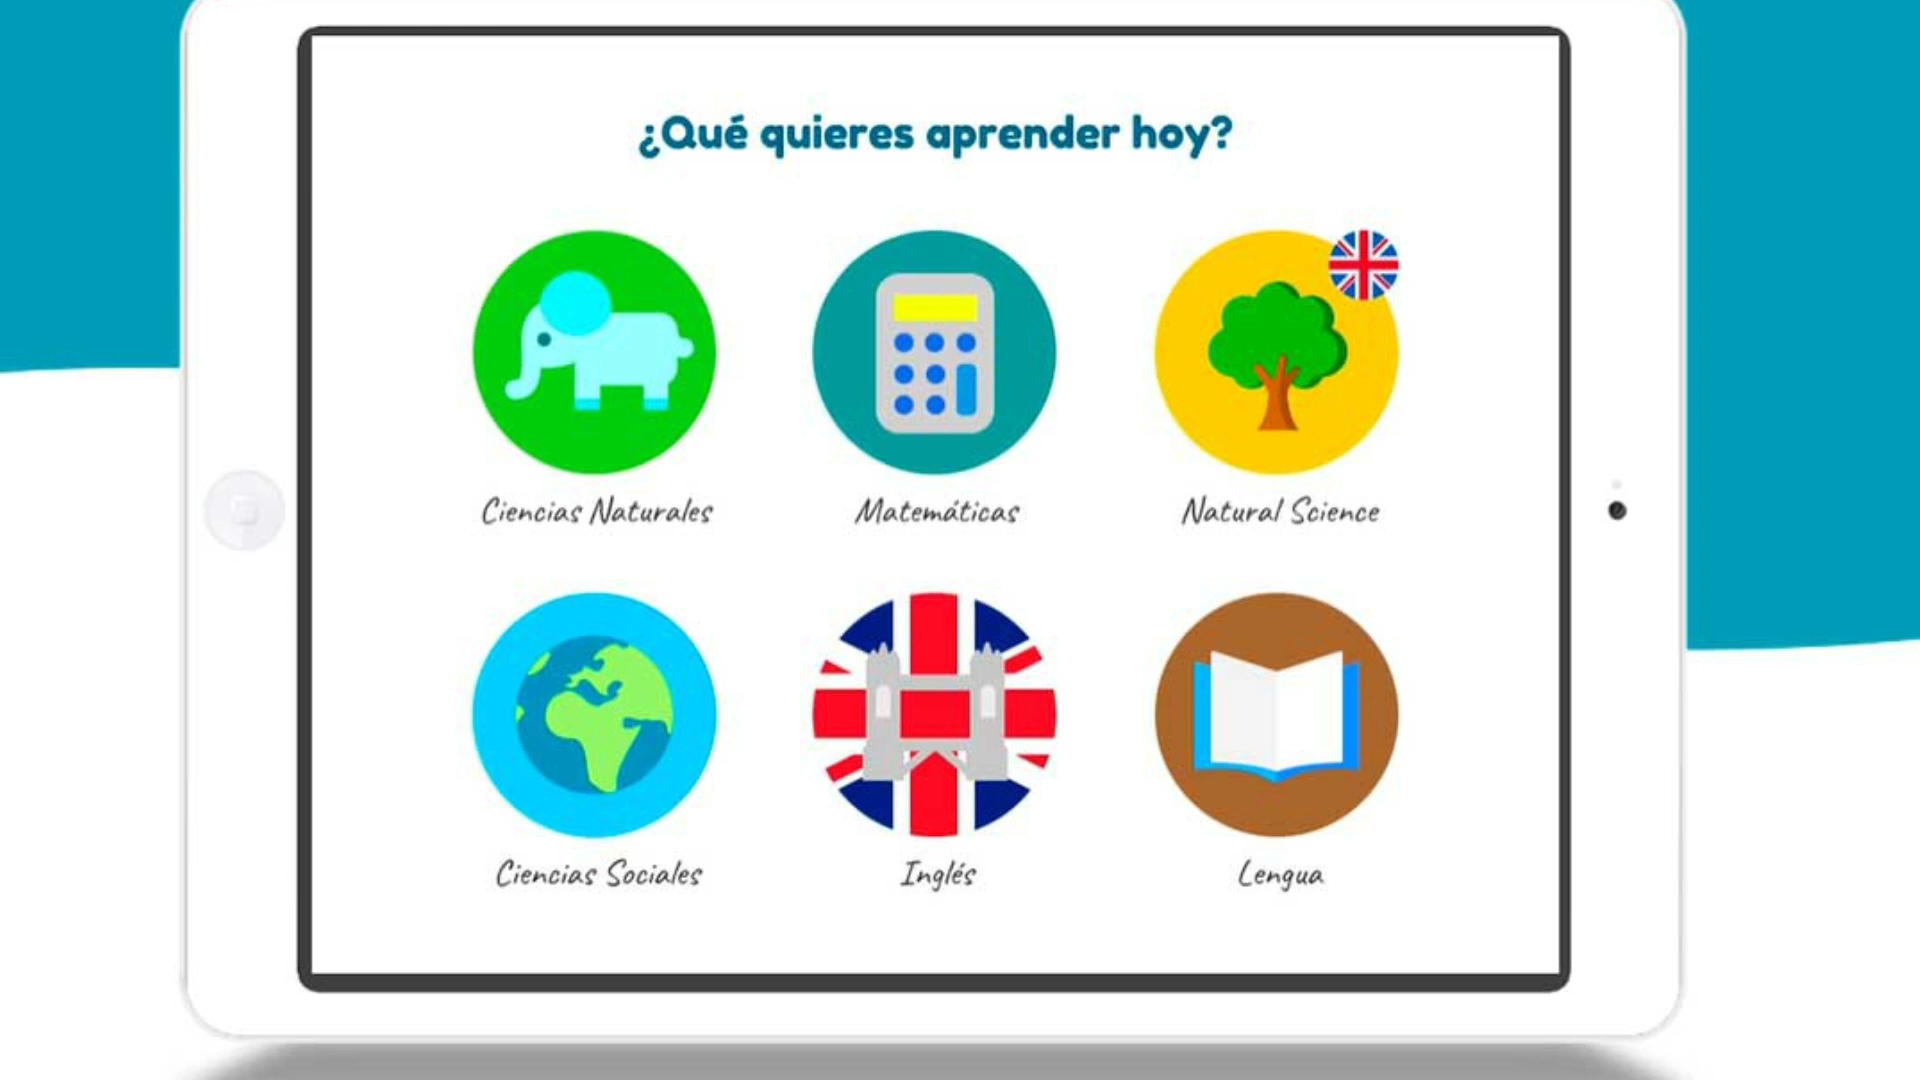 ¿Qué quieres aprender hoy?
Ciencias Naturales
Matemáticas
Natural Science
Ciencias Sociales
Inglés
Lengua